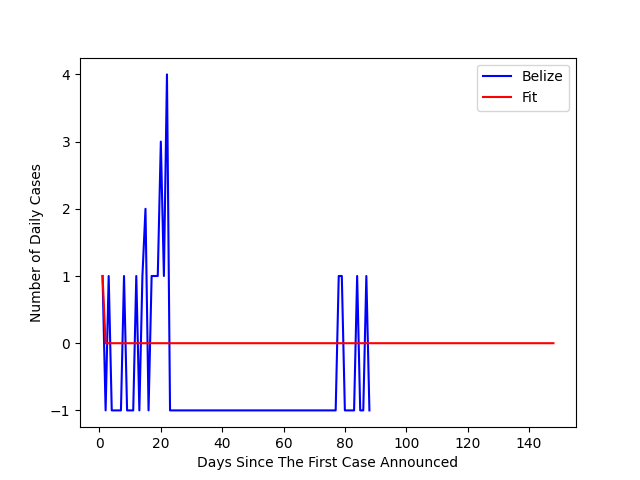 Belize
Fit
4
3
2
1
0
−1
Number of Daily Cases
0 20 40 60 80 100 120 140
Days Since The First Case Announced